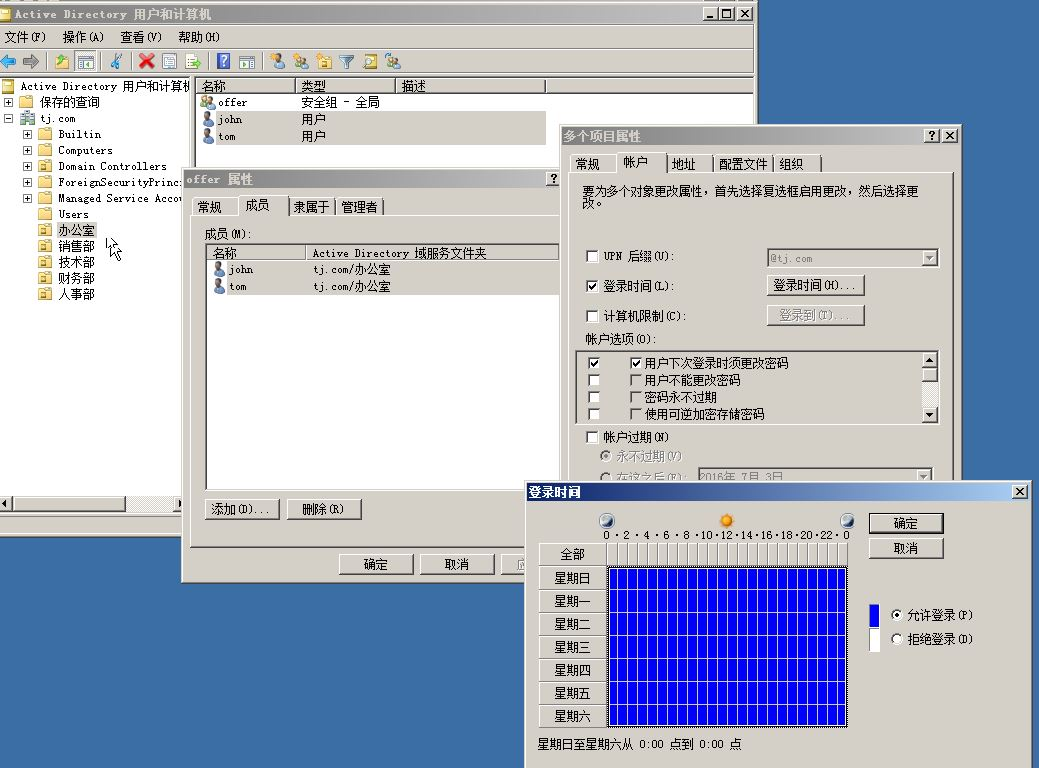 Active Directory 用户和计算机
文件(F) 操作(A) 查看(V) 帮助(H)
Active Directory 用户和计算机
保存的查询
tj.com
Builtin
Computers
Domain Controllers
ForeignSecurityPrinc
Managed Service Accou
Users
办公室
销售部
技术部
财务部
人事部
名称 类型 描述
offer 安全组 - 全局
john 用户
tom 用户
offer 属性
常规 成员 隶属于 管理者
成员(M):
名称 Active Directory 域服务文件夹
john tj.com/办公室
tom tj.com/办公室
添加(D)... 删除(R)
确定 取消
多个项目属性
常规 帐户 地址 配置文件 组织
要为多个对象更改属性，首先选择复选框启用更改，然后选择更
改。
UPN 后缀(U): @tj.com
登录时间(L): 登录时间(H)...
计算机限制(C): 登录到(T)...
帐户选项(O):
用户下次登录时须更改密码
用户不能更改密码
密码永不过期
使用可逆加密存储密码
帐户过期(N)
永不过期(V)
在这之后(E): 2016年 7月 3日
登录时间
0 · 2 · 4 · 6 · 8 · 10 · 12 · 14 · 16 · 18 · 20 · 22 · 0
全部
星期日
星期一
星期二
星期三
星期四
星期五
星期六
确定
取消
允许登录(P)
拒绝登录(D)
星期日至星期六从 0:00 点到 0:00 点